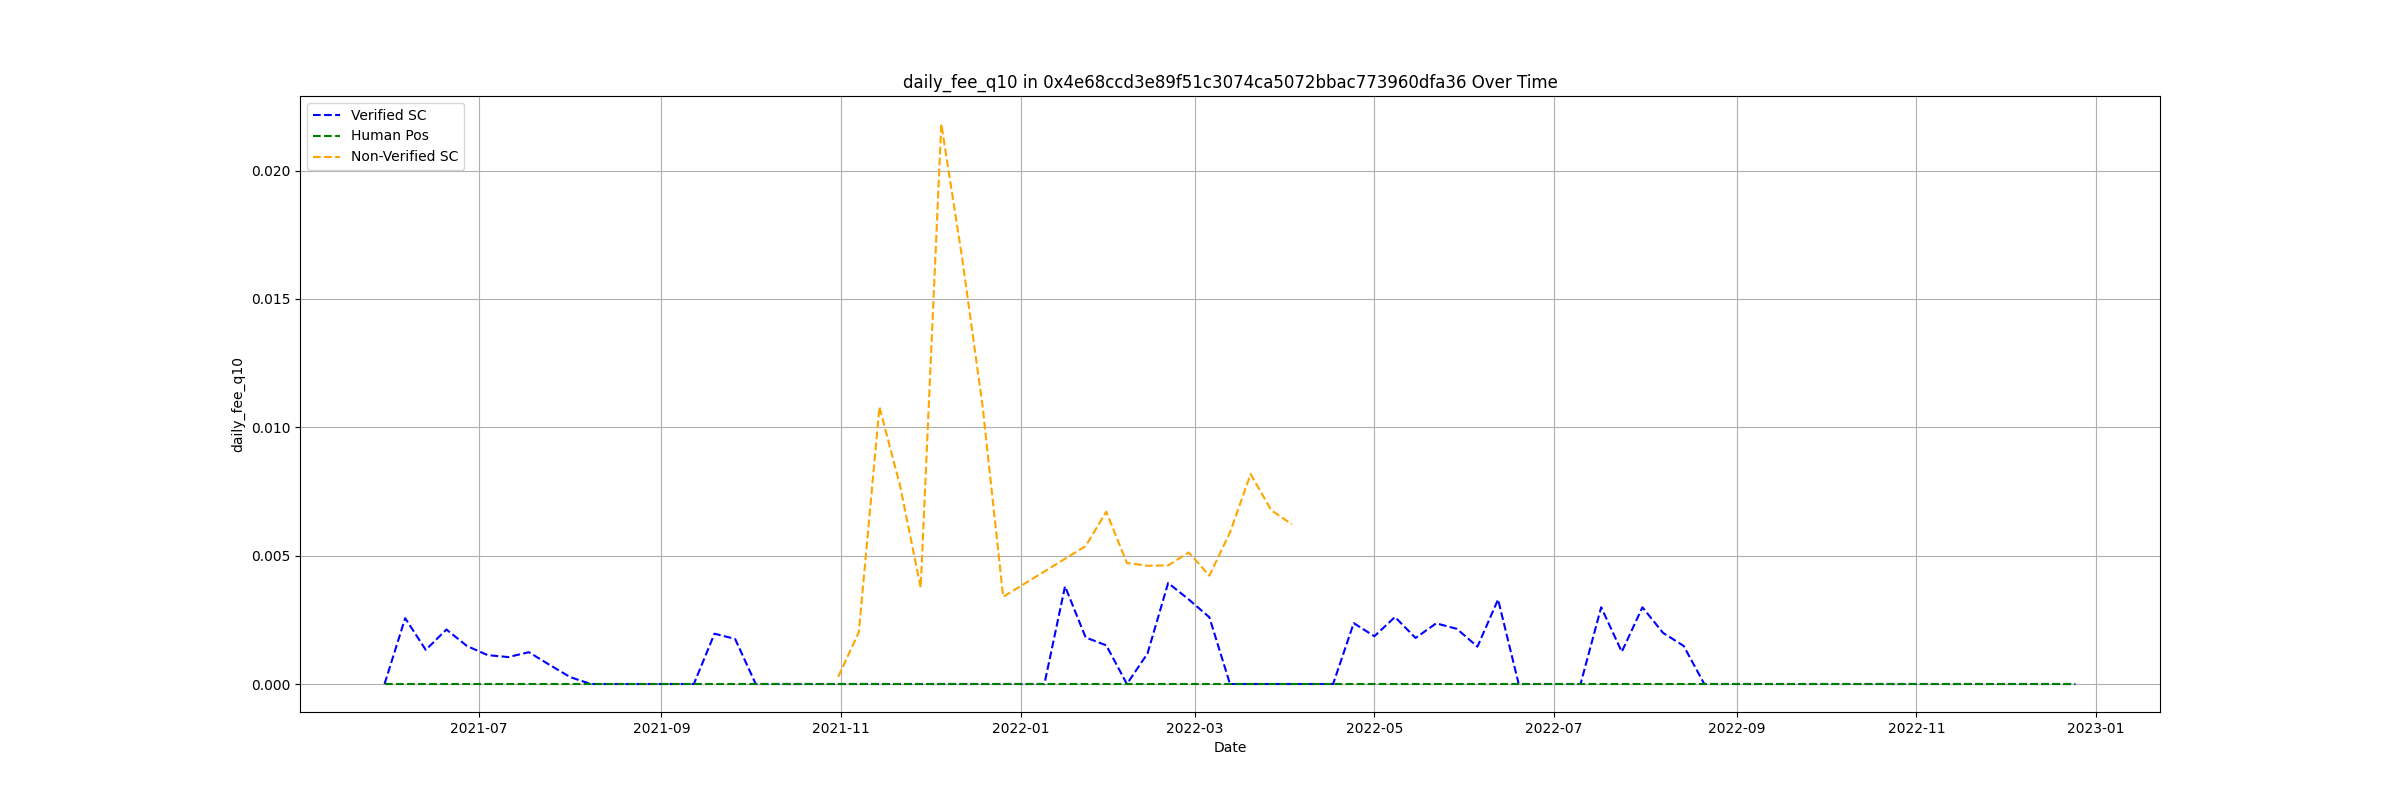 daily_fee_q10 in 0x4e68ccd3e89f51c3074ca5072bbac773960dfa36 Over Time
Verified SC
Human Pos
Non-Verified SC
daily_fee_q10
0.020
0.015
0.010
0.005
0.000
2021-07
2021-09
2021-11
2022-01
2022-03
2022-05
2022-07
2022-09
2022-11
2023-01
Date